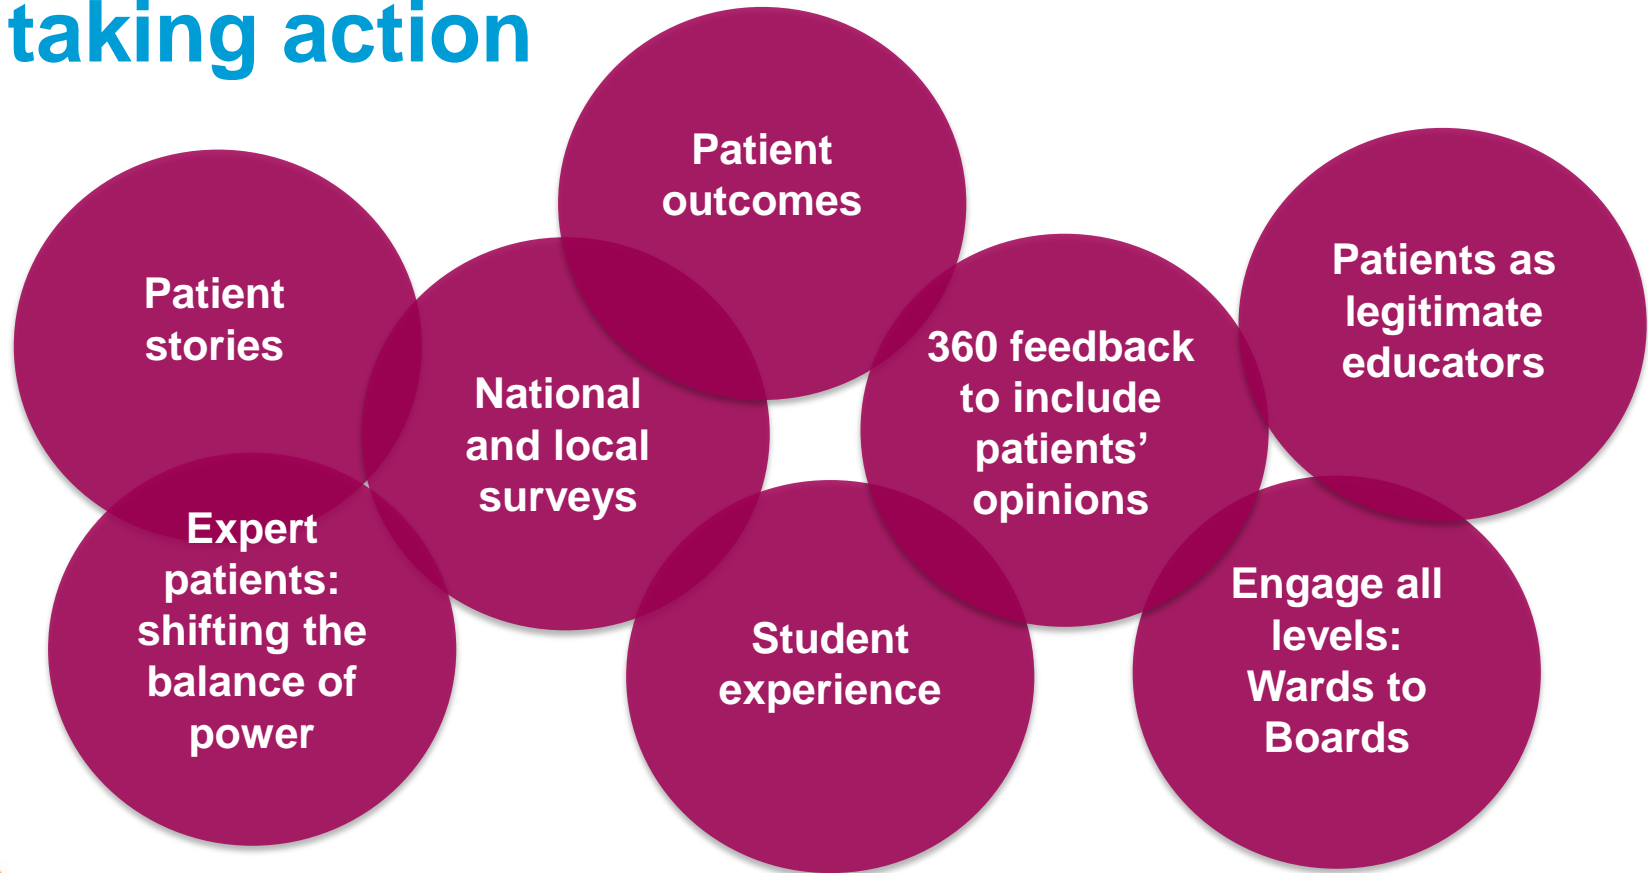 taking action
Patient
outcomes
Patient
stories
Patients as
legitimate
educators
National
and local
surveys
360 feedback
to include
patients’
opinions
Expert
patients:
shifting the
balance of
power
Student
experience
Engage all
levels:
Wards to
Boards